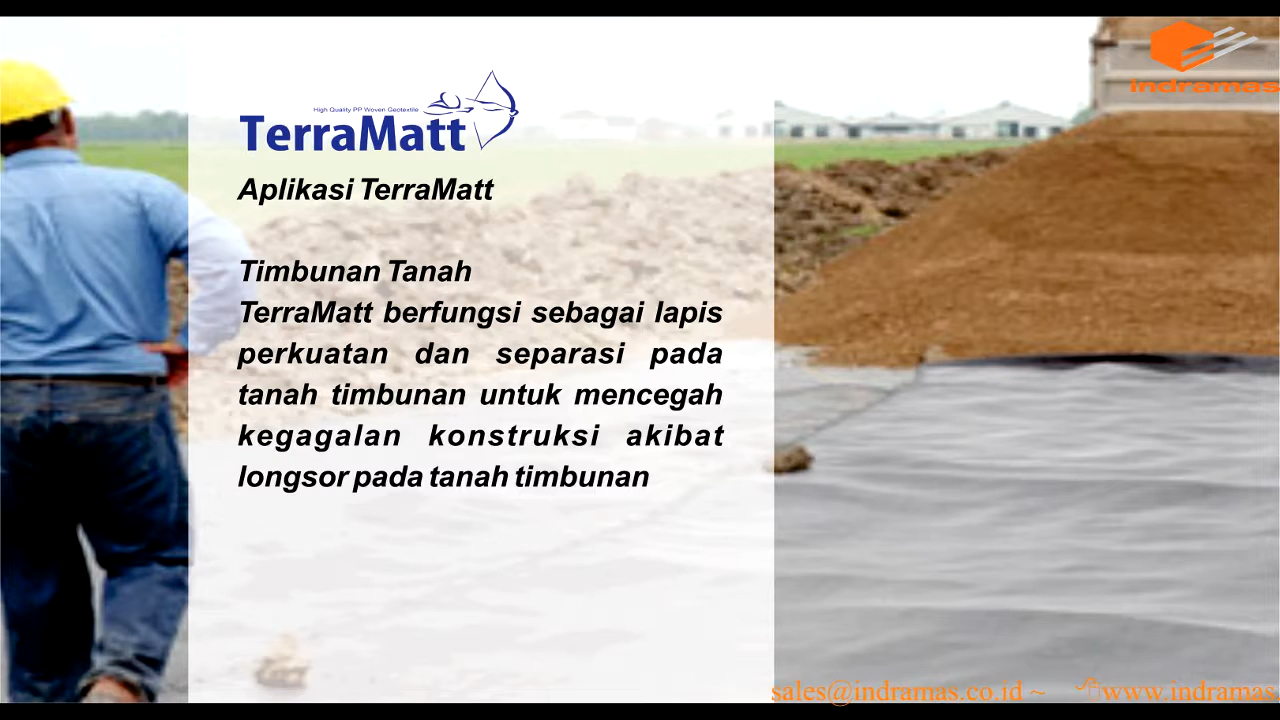 indramas
High Quality PP Woven Geotextile
TerraMatt
Aplikasi TerraMatt
Timbunan Tanah
TerraMatt berfungsi sebagai lapis
perkuatan dan separasi pada
tanah timbunan untuk mencegah
kegagalan konstruksi akibat
longsor pada tanah timbunan
sales@indramas.co.id ~ www.indramas.